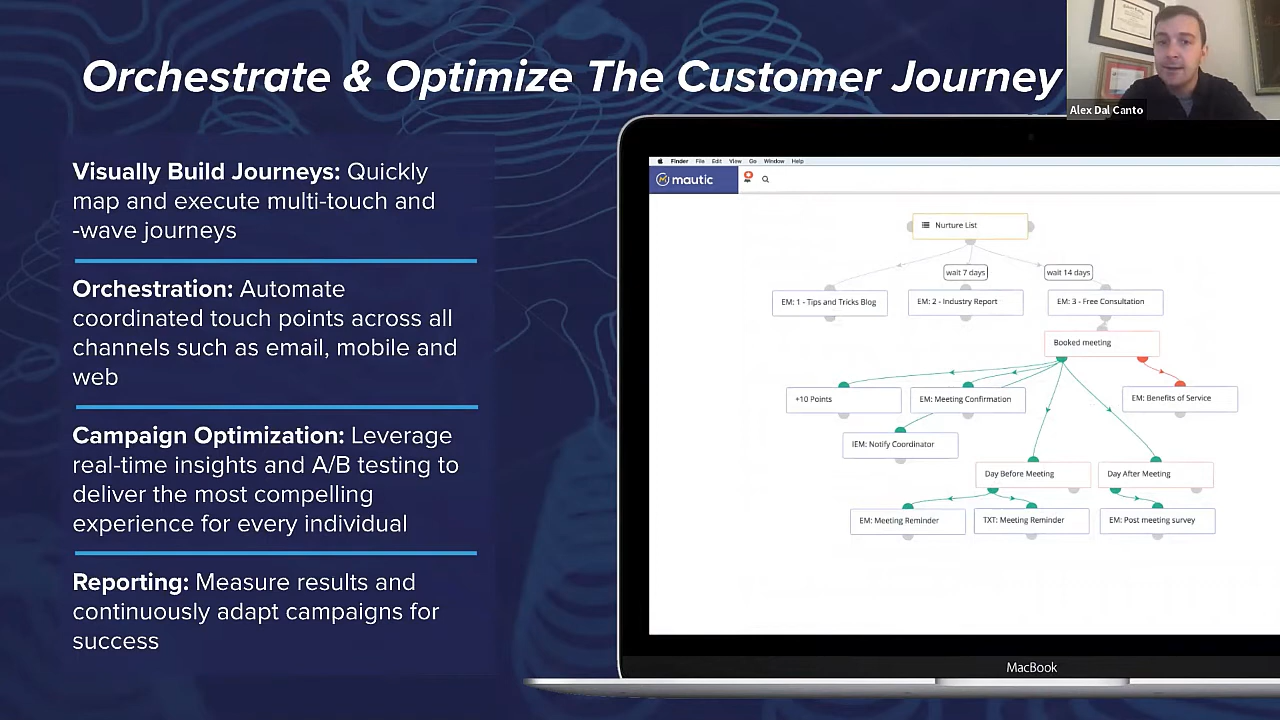 Orchestrate & Optimize The Customer Journey
Alex Dal Canto
Visually Build Journeys: Quickly
map and execute multi-touch and
-wave journeys
Orchestration: Automate
coordinated touch points across all
channels such as email, mobile and
web
Campaign Optimization: Leverage
real-time insights and A/B testing to
deliver the most compelling
experience for every individual
Reporting: Measure results and
continuously adapt campaigns for
success
Finder File Edit View Go Window Help
mautic
Nurture List
wait 7 days
wait 14 days
EM: 1 - Tips and Tricks Blog
EM: 2 - Industry Report
EM: 3 - Free Consultation
Booked meeting
+10 Points
EM: Meeting Confirmation
EM: Benefits of Service
IEM: Notify Coordinator
Day Before Meeting
Day After Meeting
EM: Meeting Reminder
TXT: Meeting Reminder
EM: Post meeting survey
MacBook